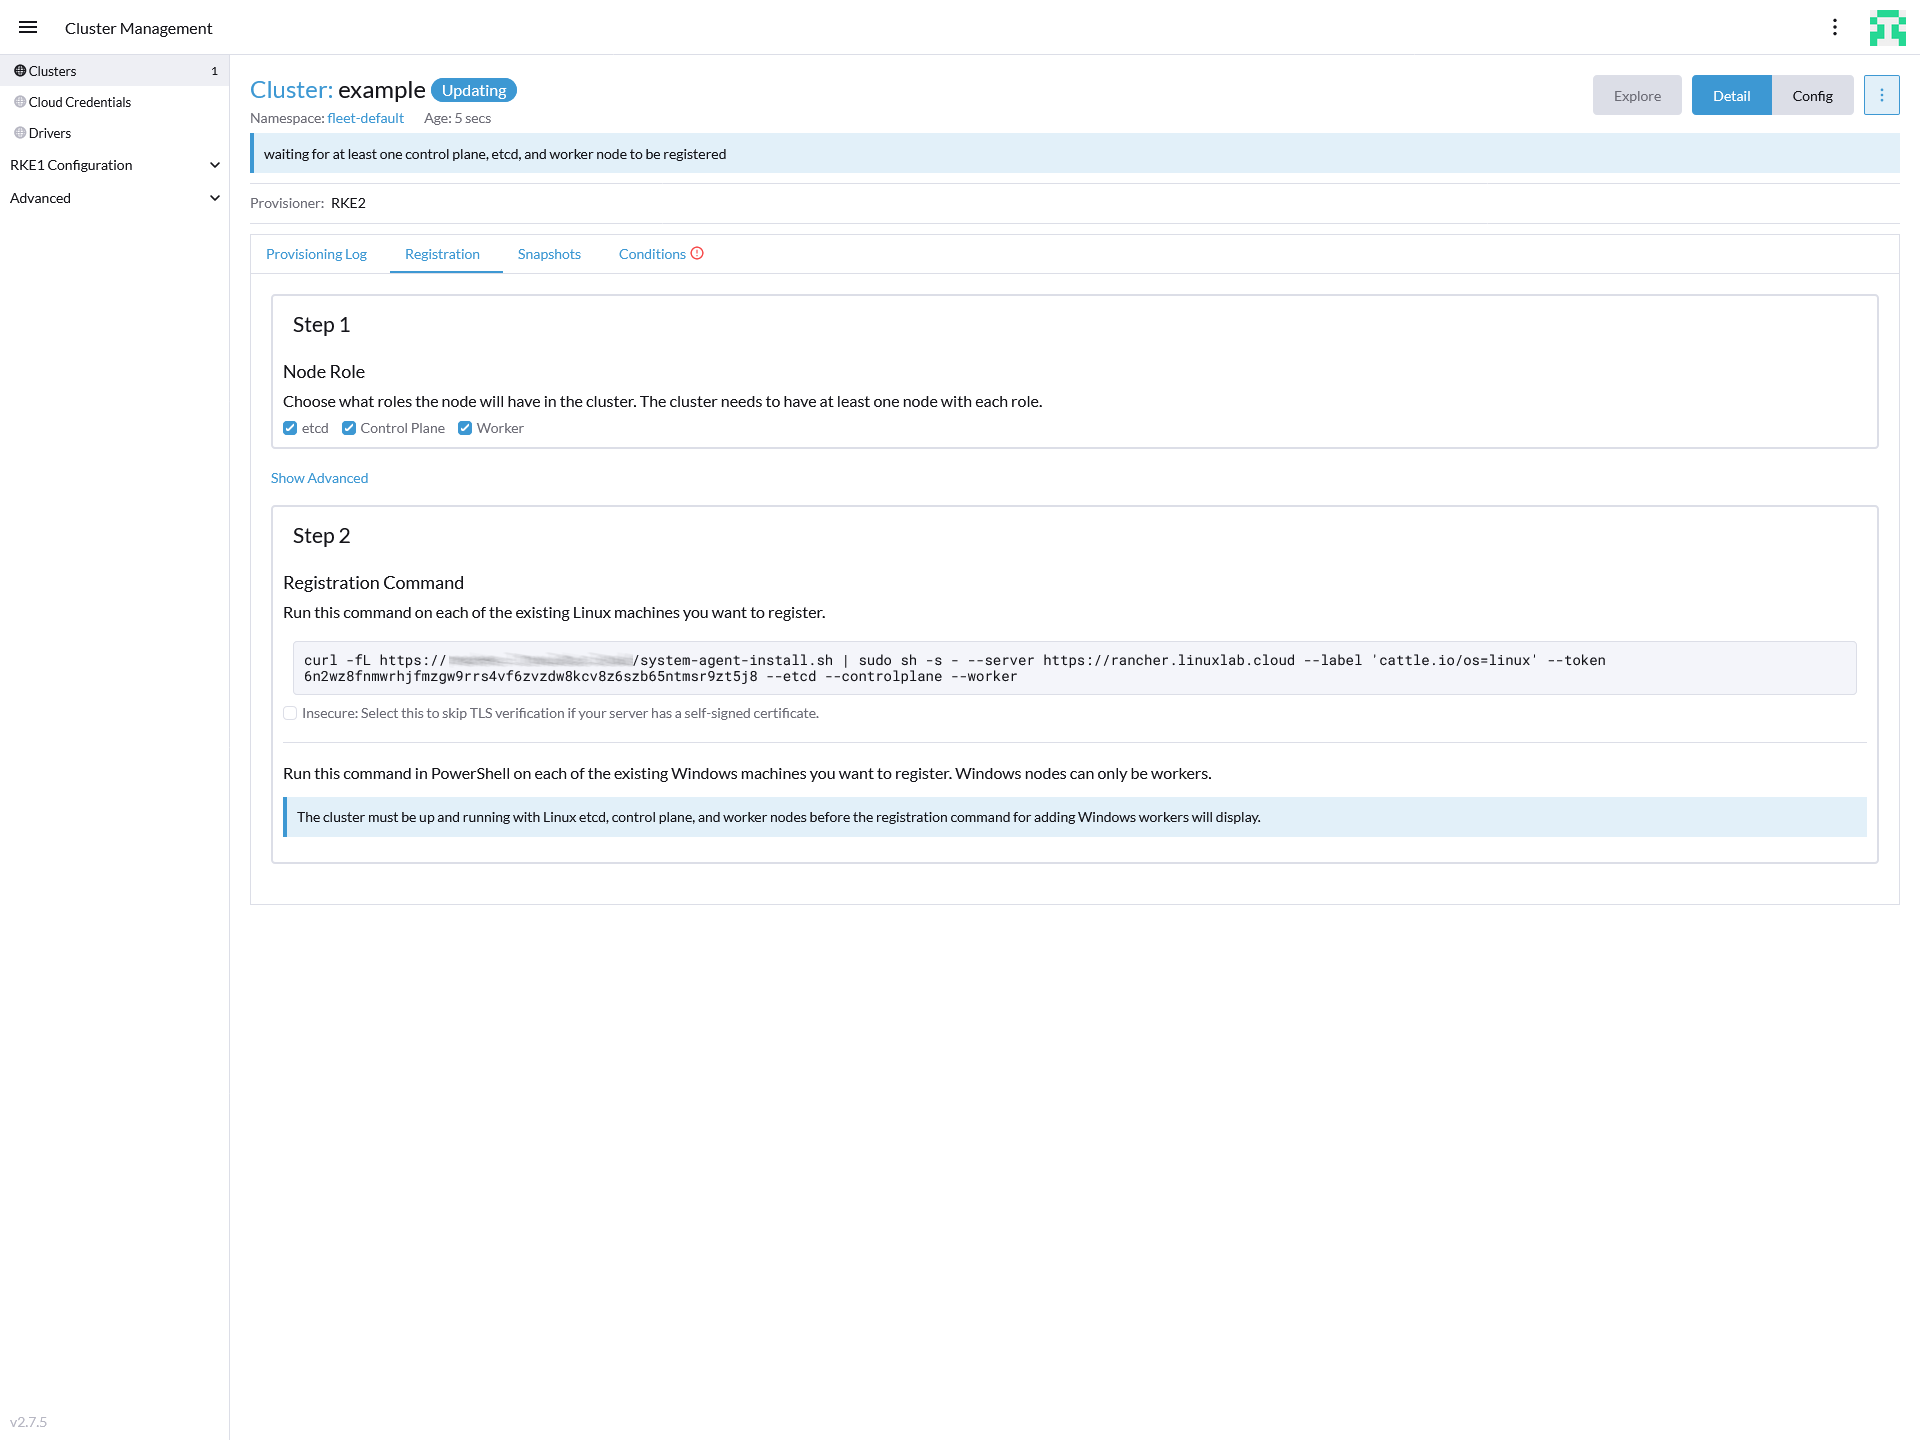 Cluster Management
Clusters 1
Cloud Credentials
Drivers
RKE1 Configuration
Advanced
Cluster: example Updating
Namespace: fleet-default Age: 5 secs
Explore Detail Config
waiting for at least one control plane, etcd, and worker node to be registered
Provisioner: RKE2
Provisioning Log Registration Snapshots Conditions
Step 1
Node Role
Choose what roles the node will have in the cluster. The cluster needs to have at least one node with each role.
etcd Control Plane Worker
Show Advanced
Step 2
Registration Command
Run this command on each of the existing Linux machines you want to register.
curl -fL https:// /system-agent-install.sh | sudo sh -s - --server https://rancher.linuxlab.cloud --label 'cattle.io/os=linux' --token
6n2wz8fnmwrhjfmzgw9rrs4vf6zvzdw8kcv8z6szb65ntmsr9zt5j8 --etcd --controlplane --worker
Insecure: Select this to skip TLS verification if your server has a self-signed certificate.
Run this command in PowerShell on each of the existing Windows machines you want to register. Windows nodes can only be workers.
The cluster must be up and running with Linux etcd, control plane, and worker nodes before the registration command for adding Windows workers will display.
v2.7.5